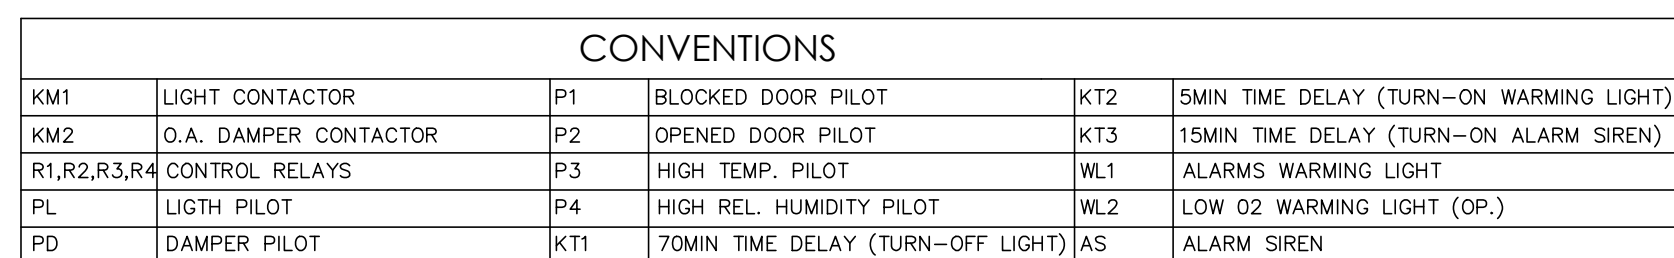 CONVENTIONS
KM1 LIGHT CONTACTOR P1 BLOCKED DOOR PILOT KT2 5MIN TIME DELAY (TURN-ON WARMING LIGHT)
KM2 O.A. DAMPER CONTACTOR P2 OPENED DOOR PILOT KT3 15MIN TIME DELAY (TURN-ON ALARM SIREN)
R1,R2,R3,R4 CONTROL RELAYS P3 HIGH TEMP. PILOT WL1 ALARMS WARMING LIGHT
PL LIGTH PILOT P4 HIGH REL. HUMIDITY PILOT WL2 LOW O2 WARMING LIGHT (OP.)
PD DAMPER PILOT KT1 70MIN TIME DELAY (TURN-OFF LIGHT) AS ALARM SIREN